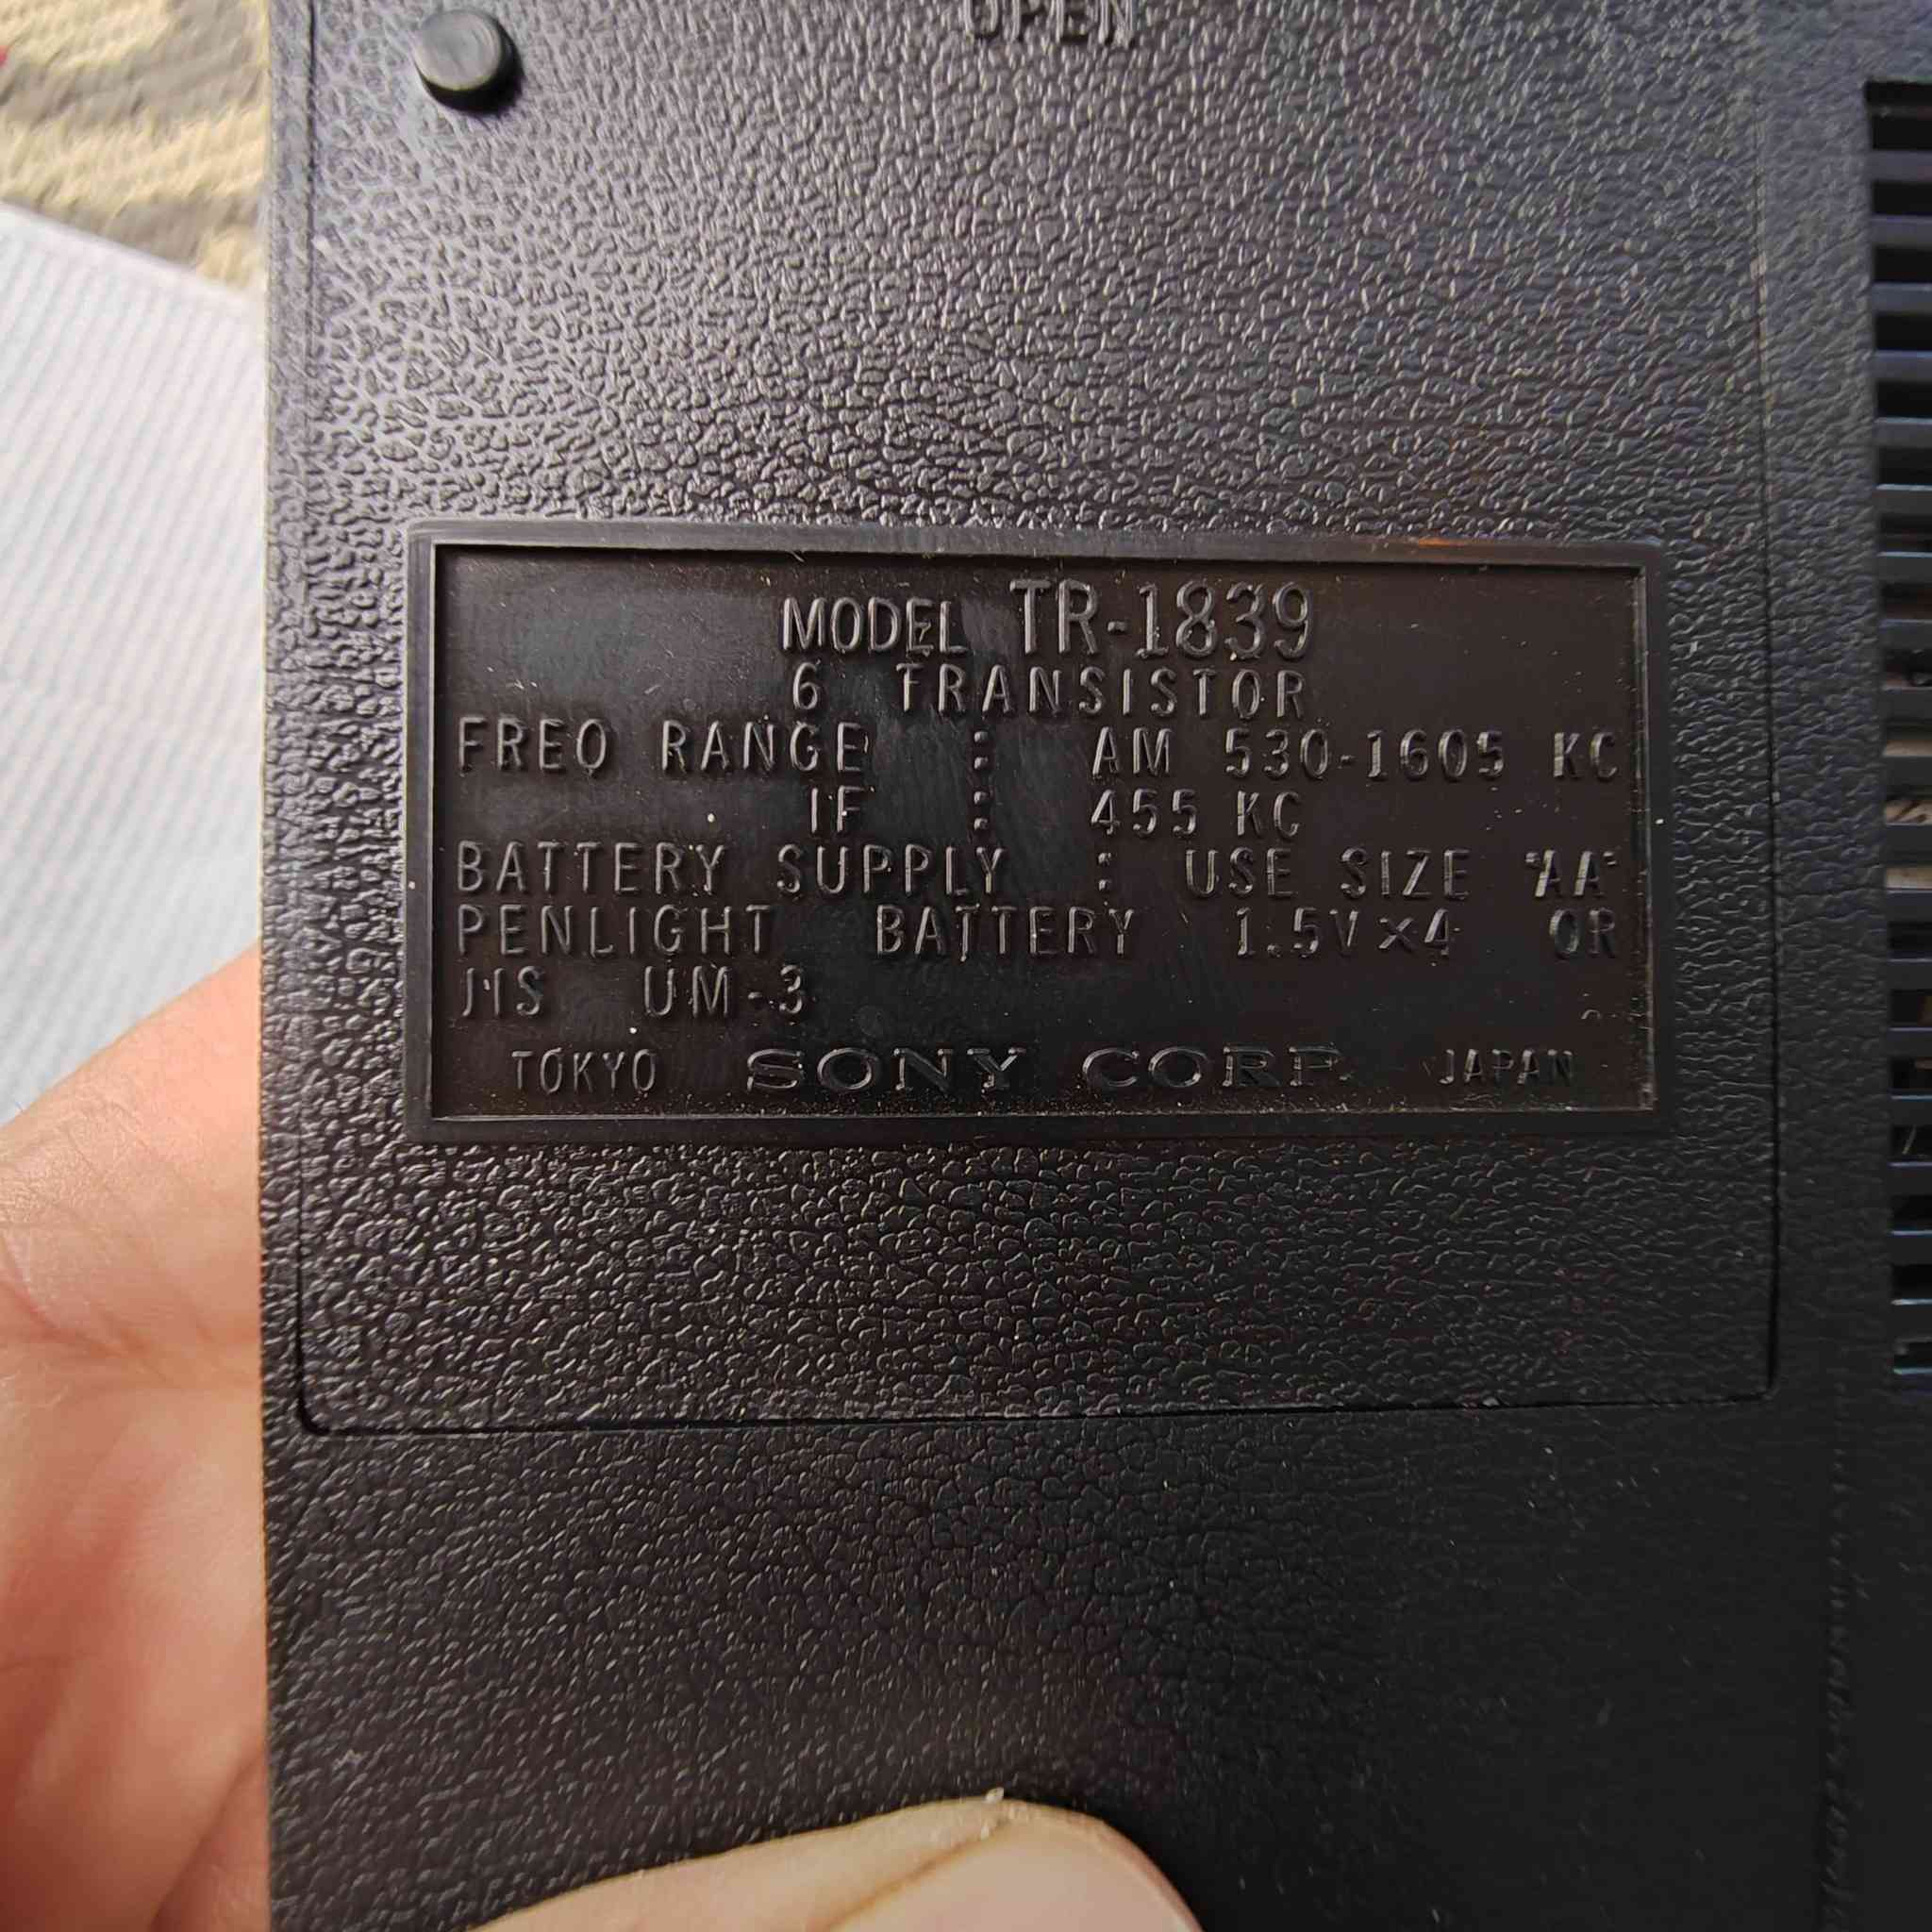 OPEN
MODEL TR-1839
6 TRANSISTOR
FREQ RANGE : AM 530-1605 KC
IF : 455 KC
BATTERY SUPPLY : USE SIZE "AA"
PENLIGHT BATTERY 1.5V×4 OR
JIS UM-3
TOKYO SONY CORP. JAPAN